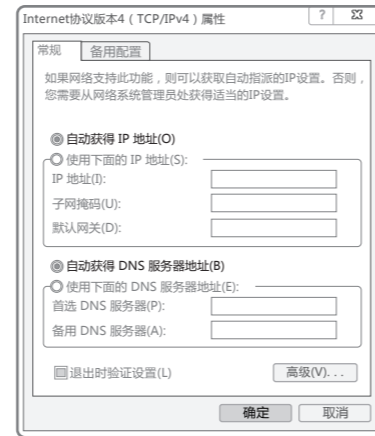 Internet协议版本4（TCP/IPv4）属性
常规 备用配置
如果网络支持此功能，则可以获取自动指派的IP设置。否则，
您需要从网络系统管理员处获得适当的IP设置。
自动获得 IP 地址(O)
使用下面的 IP 地址(S):
IP 地址(I):
子网掩码(U):
默认网关(D):
自动获得 DNS 服务器地址(B)
使用下面的 DNS 服务器地址(E):
首选 DNS 服务器(P):
备用 DNS 服务器(A):
退出时验证设置(L)
高级(V)...
确定 取消